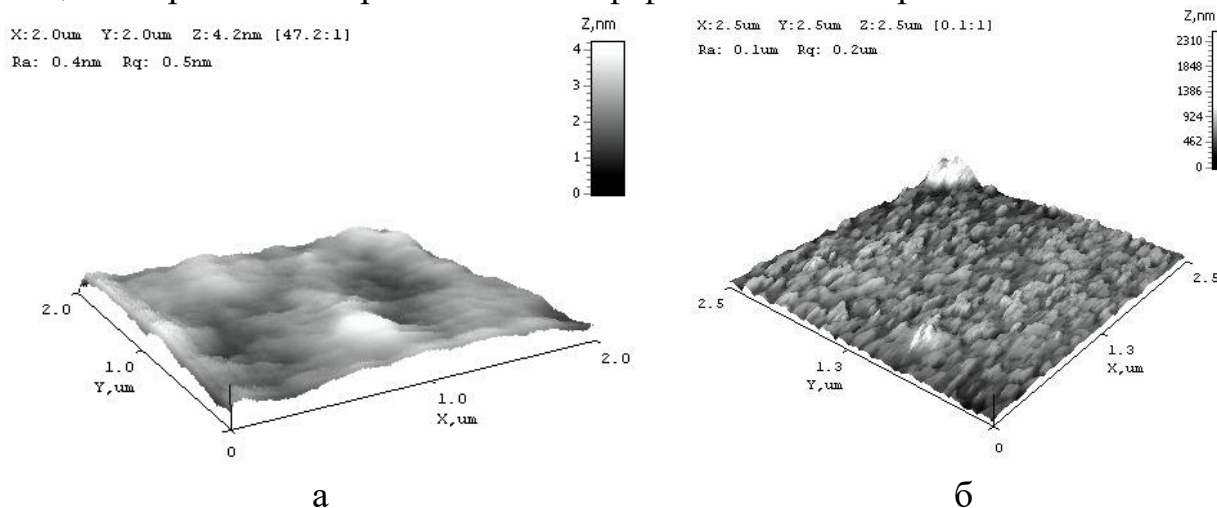 X:2.0um Y:2.0um Z:4.2nm [47.2:1]
Ra: 0.4nm Rq: 0.5nm
Z,nm
4
3
2
1
0
2.0
1.0
Y,um
0
1.0
X,um
2.0
а
X:2.5um Y:2.5um Z:2.5um [0.1:1]
Ra: 0.1um Rq: 0.2um
Z,nm
2310
1848
1386
924
462
0
2.5
1.3
Y,um
0
1.3
X,um
2.5
б